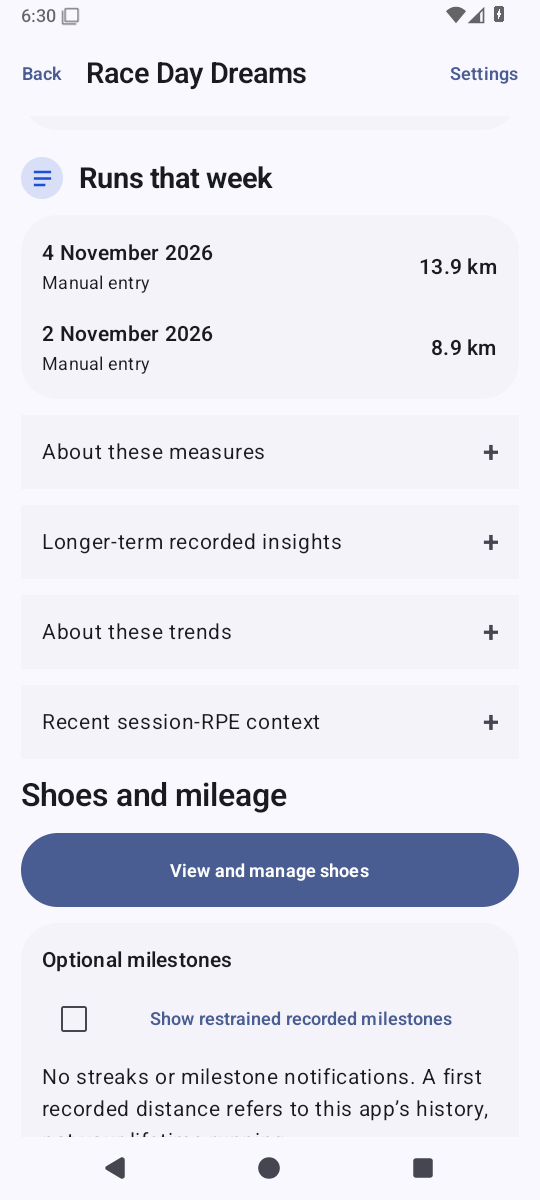 6:30
Back
Race Day Dreams
Settings
Runs that week
4 November 2026
Manual entry
13.9 km
2 November 2026
Manual entry
8.9 km
About these measures
+
Longer-term recorded insights
+
About these trends
+
Recent session-RPE context
+
Shoes and mileage
View and manage shoes
Optional milestones
Show restrained recorded milestones
No streaks or milestone notifications. A first
recorded distance refers to this app’s history,